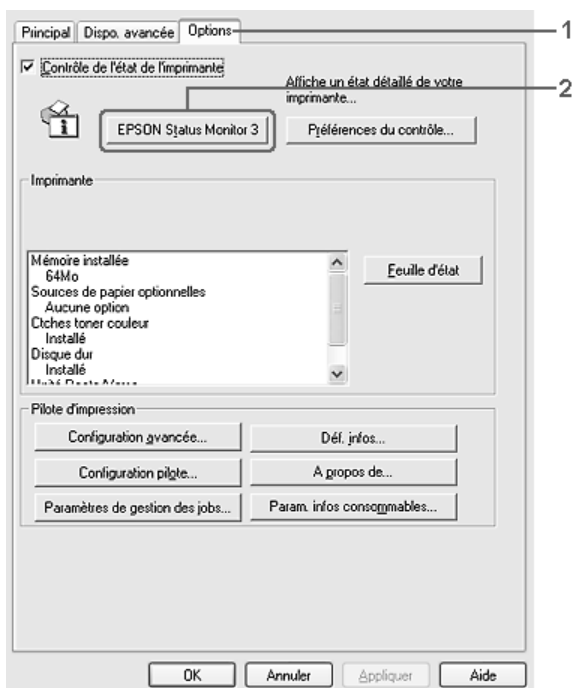 Principal
Dispo. avancée
Options
1
Contrôle de l'état de l'imprimante
Affiche un état détaillé de votre
imprimante...
2
EPSON Status Monitor 3
Préférences du contrôle...
Imprimante
Mémoire installée
64Mo
Sources de papier optionnelles
Aucune option
Ctches toner couleur
Installé
Disque dur
Installé
Feuille d'état
Pilote d'impression
Configuration avancée...
Déf. infos...
Configuration pilote...
A propos de...
Paramètres de gestion des jobs...
Param. infos consommables...
OK
Annuler
Appliquer
Aide